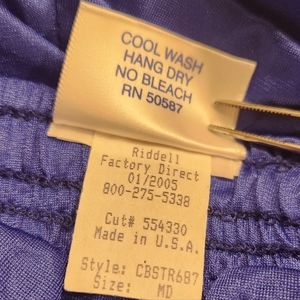 COOL WASH
HANG DRY
NO BLEACH
RN 50587
Riddell
Factory Direct
01/2005
800-275-5338
Cut# 554330
Made in U.S.A.
Style: CBSTR687
Size: MD